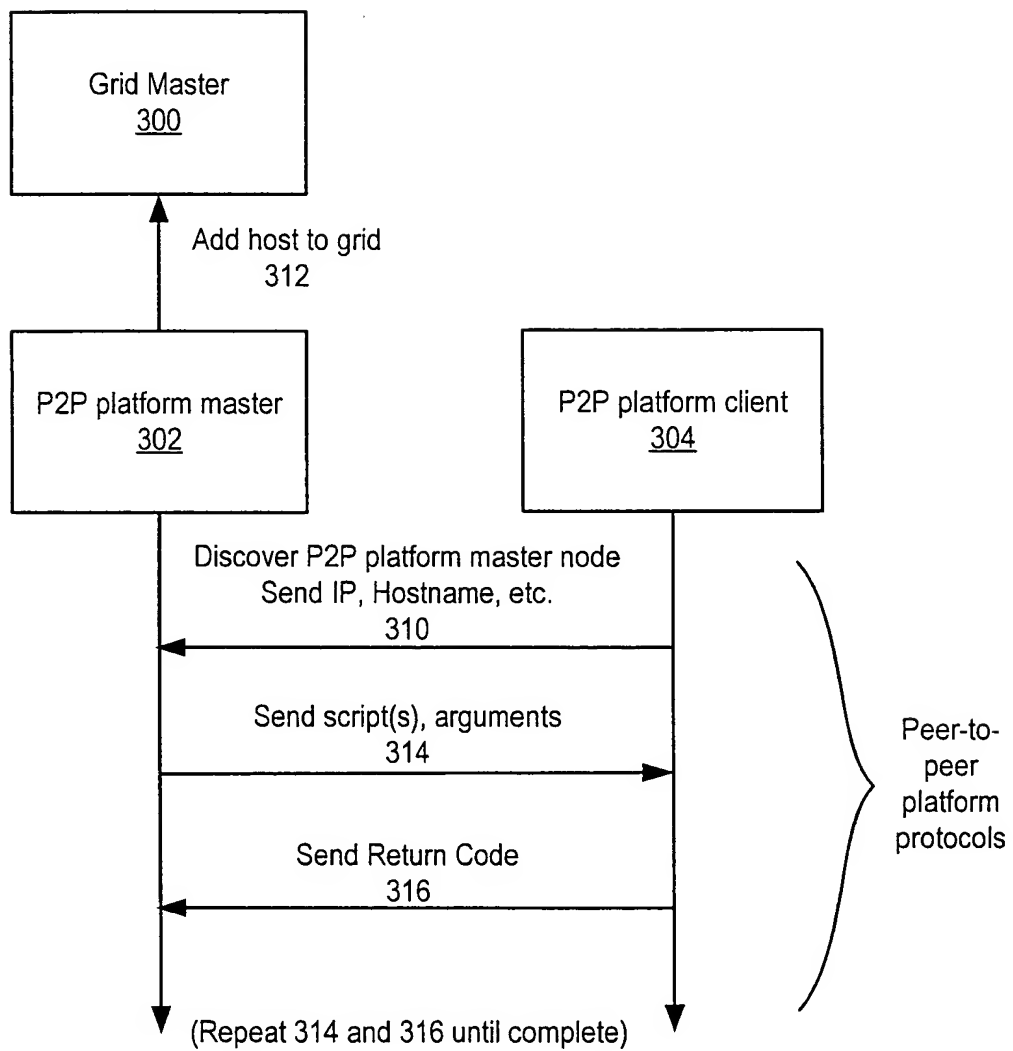 Grid Master
300
Add host to grid
312
P2P platform master
302
P2P platform client
304
Discover P2P platform master node
Send IP, Hostname, etc.
310
Send script(s), arguments
314
Send Return Code
316
(Repeat 314 and 316 until complete)
Peer-to-
peer
platform
protocols